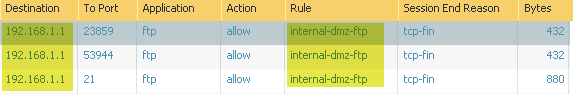 Destination To Port Application Action Rule Session End Reason Bytes
192.168.1.1 23859 ftp allow internal-dmz-ftp tcp-fin 432
192.168.1.1 53944 ftp allow internal-dmz-ftp tcp-fin 432
192.168.1.1 21 ftp allow internal-dmz-ftp tcp-fin 880